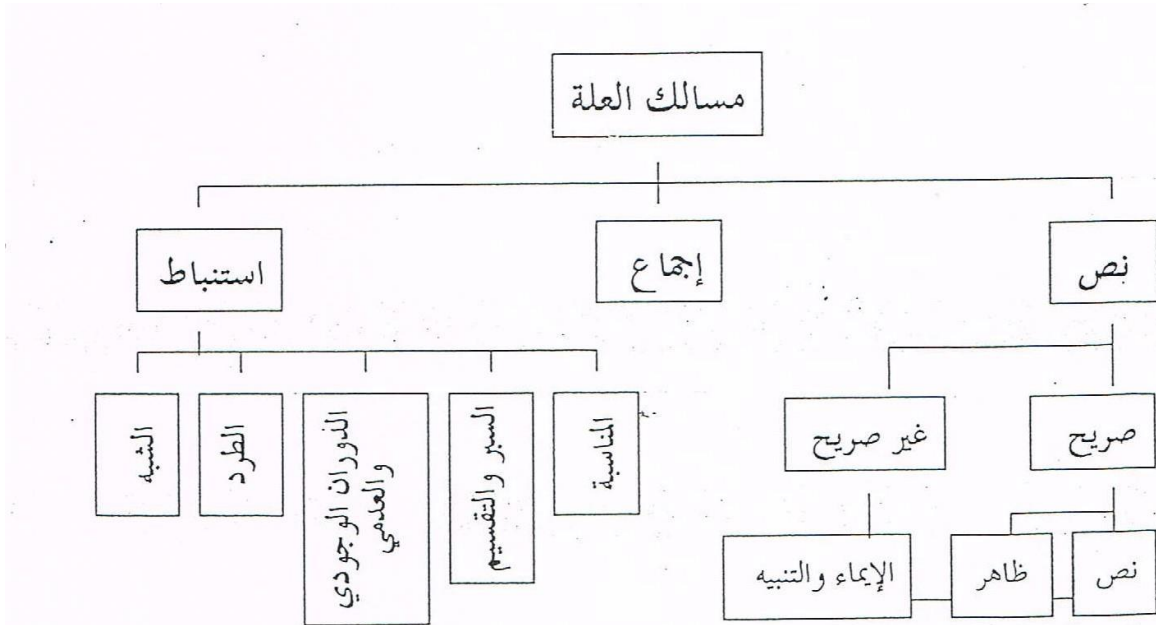 مسالك العلة
نص
إجماع
استنباط
صريح
غير صريح
المناسبة
السبر والتقسيم
الذوران الوجودي
والعدمي
الطرد
الشبه
نص
ظاهر
الإيماء والتنبيه